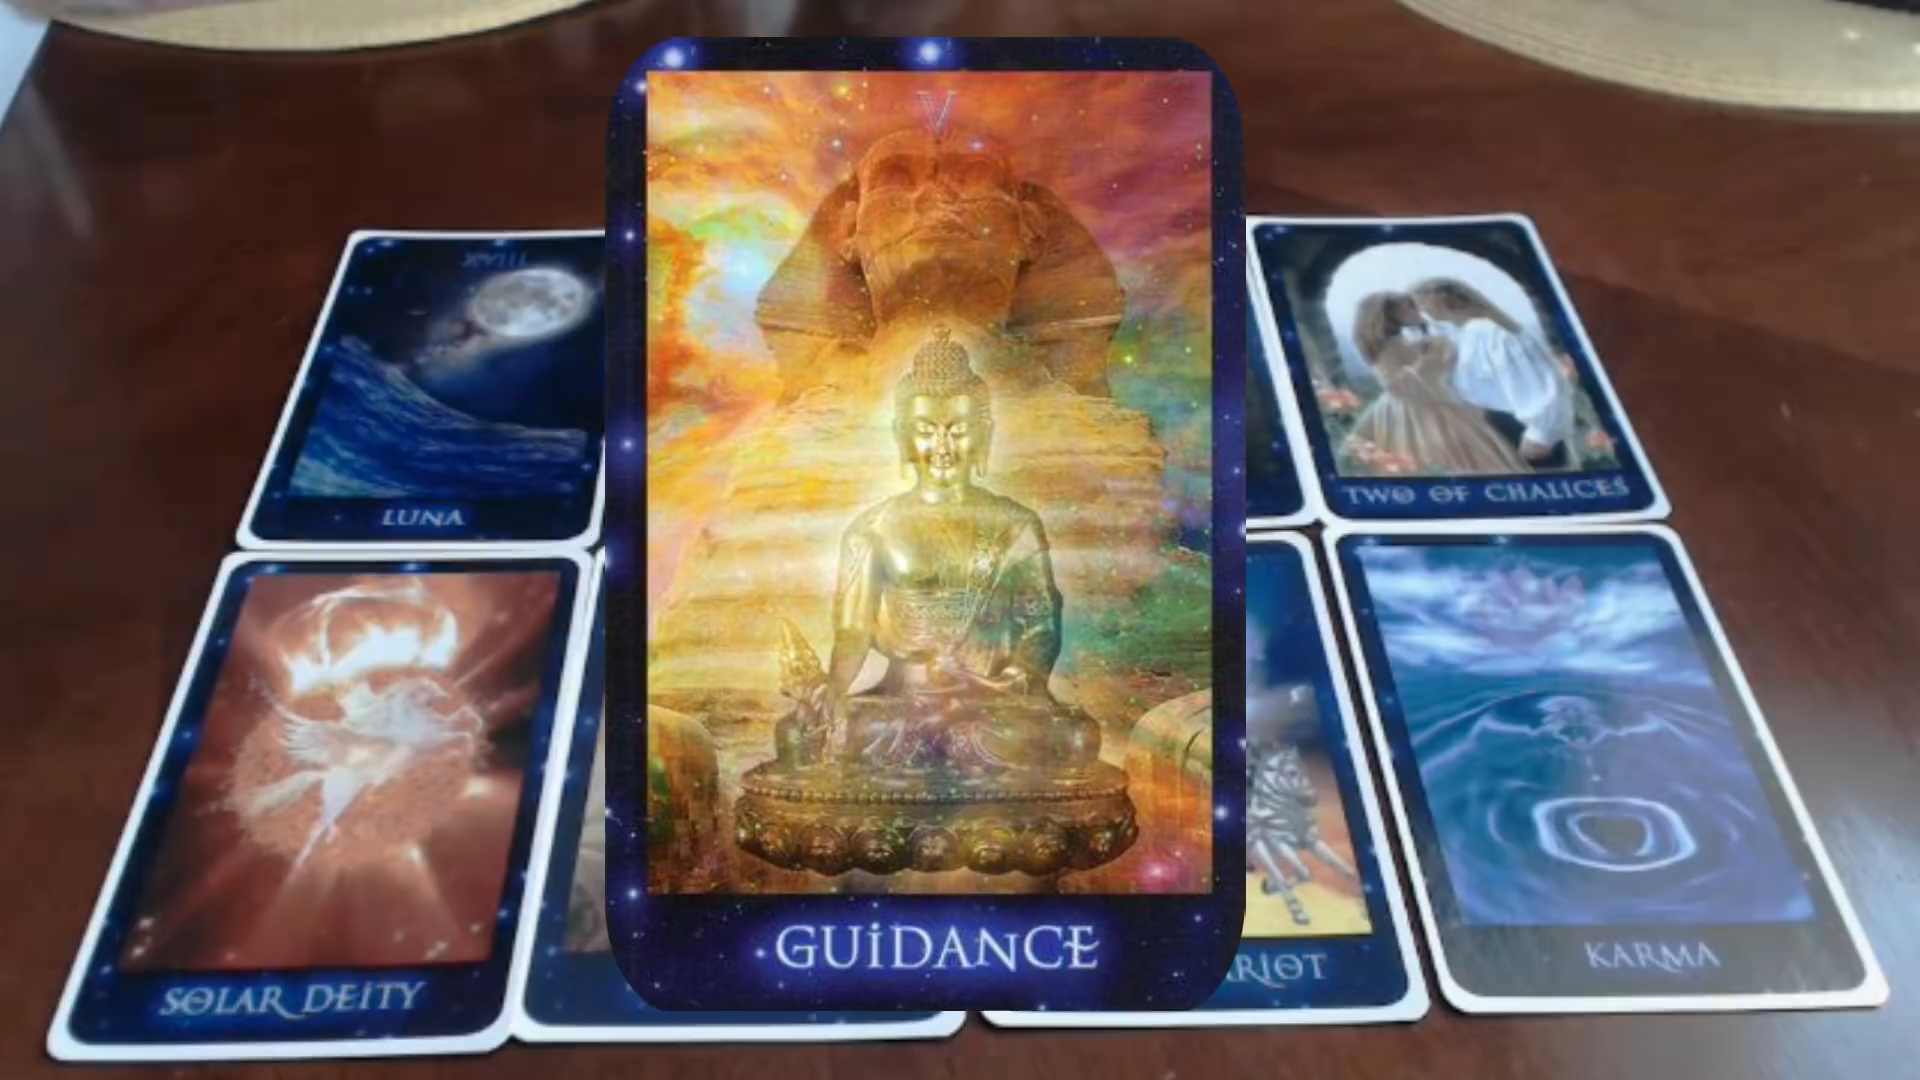 V
GUIDANCE
XVIII
LUNA
TWO OF CHALICES
SOLAR DEITY
KARMA